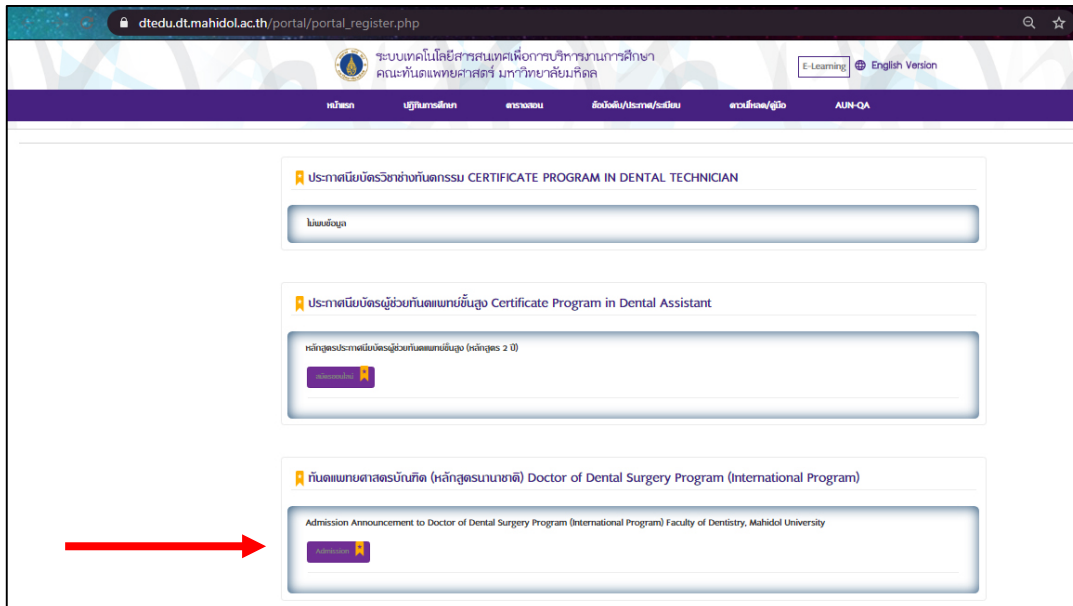 dtedu.dt.mahidol.ac.th/portal/portal_register.php
ระบบเทคโนโลยีสารสนเทศเพื่อการบริหารงานการศึกษา
คณะทันตแพทยศาสตร์ มหาวิทยาลัยมหิดล
E-Learning English Version
หน้าแรก ปฏิทินการศึกษา ตารางสอน ข้อบังคับ/ประกาศ/ระเบียบ ดาวน์โหลด/คู่มือ AUN-QA
ประกาศนียบัตรวิชาช่างทันตกรรม CERTIFICATE PROGRAM IN DENTAL TECHNICIAN
ไม่พบข้อมูล
ประกาศนียบัตรผู้ช่วยทันตแพทย์ชั้นสูง Certificate Program in Dental Assistant
หลักสูตรประกาศนียบัตรผู้ช่วยทันตแพทย์ชั้นสูง (หลักสูตร 2 ปี)
สมัครออนไลน์
ทันตแพทยศาสตรบัณฑิต (หลักสูตรนานาชาติ) Doctor of Dental Surgery Program (International Program)
Admission Announcement to Doctor of Dental Surgery Program (International Program) Faculty of Dentistry, Mahidol University
Admission